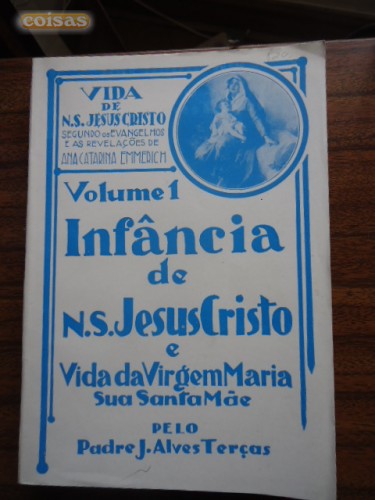 coisas
VIDA
DE
N.S. JESUS CRISTO
SEGUNDO OS EVANGELHOS
E AS REVELAÇÕES DE
ANA CATARINA EMMERICH
Volume 1
Infância
de
N.S. Jesus Cristo
e
Vida da Virgem Maria
Sua Santa Mãe
PELO
Padre J. Alves Terças